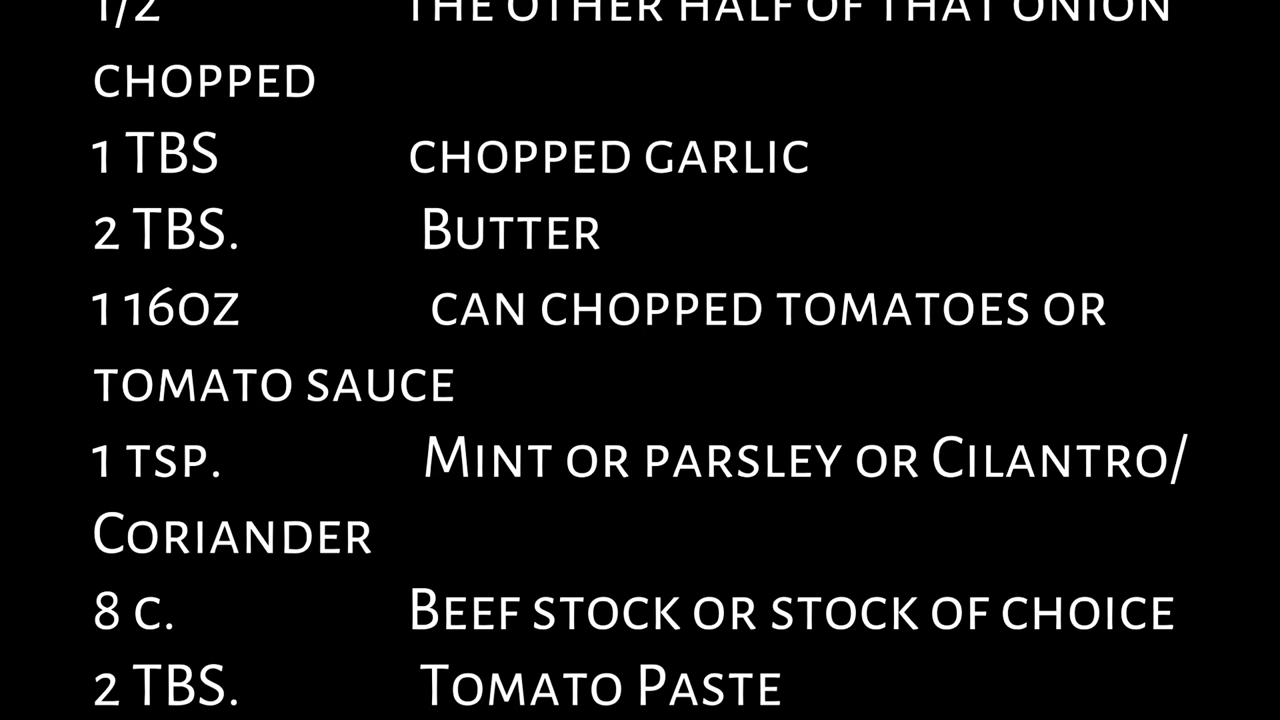 1/2 THE OTHER HALF OF THAT ONION
CHOPPED
1 TBS CHOPPED GARLIC
2 TBS. BUTTER
1 16OZ CAN CHOPPED TOMATOES OR
TOMATO SAUCE
1 TSP. MINT OR PARSLEY OR CILANTRO/
CORIANDER
8 C. BEEF STOCK OR STOCK OF CHOICE
2 TBS. TOMATO PASTE